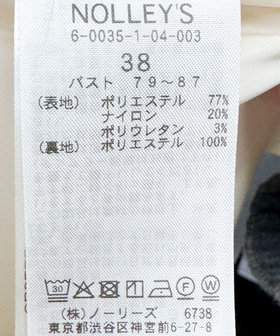 NOLLEY'S
6-0035-1-04-003
38
バスト 79～87
(表地) ポリエステル 77%
ナイロン 20%
ポリウレタン 3%
(裏地) ポリエステル 100%
30 F W
(株)ノーリーズ 6738
東京都渋谷区神宮前5-27-8